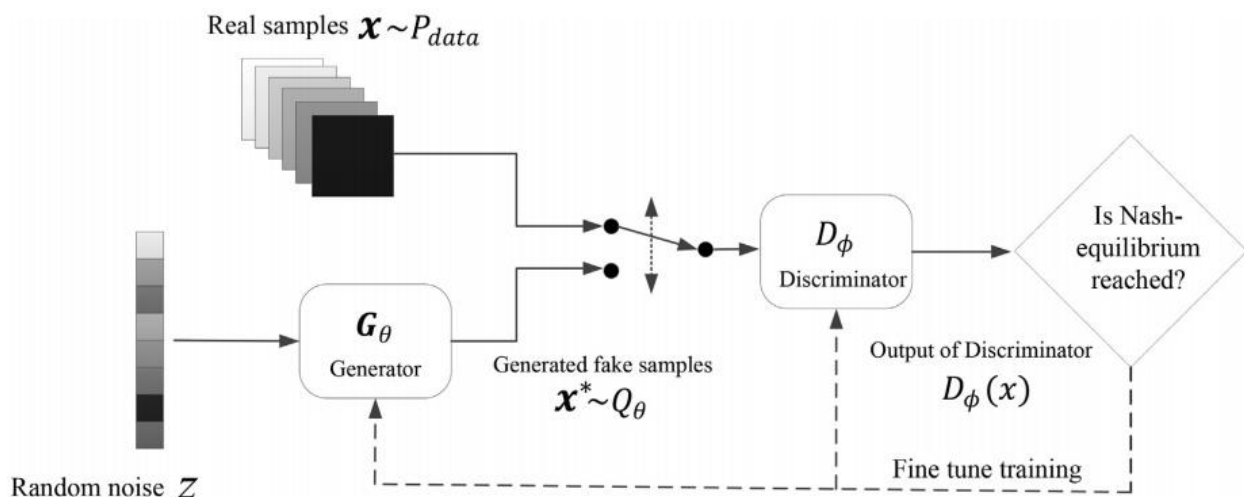 Real samples x~P_data
Is Nash-
equilibrium
reached?
D_ϕ
Discriminator
G_θ
Generator
Generated fake samples
x*~Q_θ
Output of Discriminator
D_ϕ(x)
Fine tune training
Random noise Z